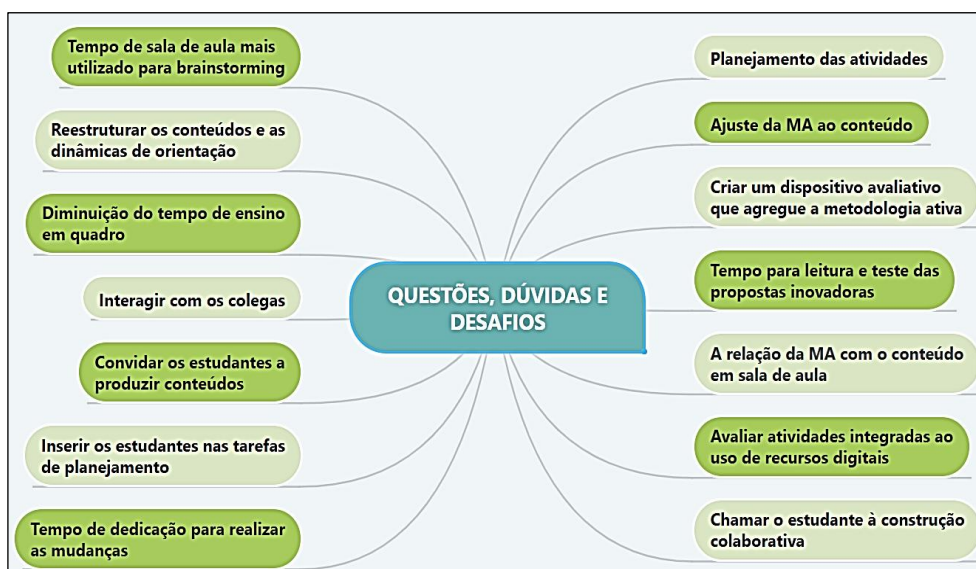 Tempo de sala de aula mais
utilizado para brainstorming
Reestruturar os conteúdos e as
dinâmicas de orientação
Diminuição do tempo de ensino
em quadro
Interagir com os colegas
Convidar os estudantes a
produzir conteúdos
Inserir os estudantes nas tarefas
de planejamento
Tempo de dedicação para realizar
as mudanças
QUESTÕES, DÚVIDAS E
DESAFIOS
Planejamento das atividades
Ajuste da MA ao conteúdo
Criar um dispositivo avaliativo
que agregue a metodologia ativa
Tempo para leitura e teste das
propostas inovadoras
A relação da MA com o conteúdo
em sala de aula
Avaliar atividades integradas ao
uso de recursos digitais
Chamar o estudante à construção
colaborativa